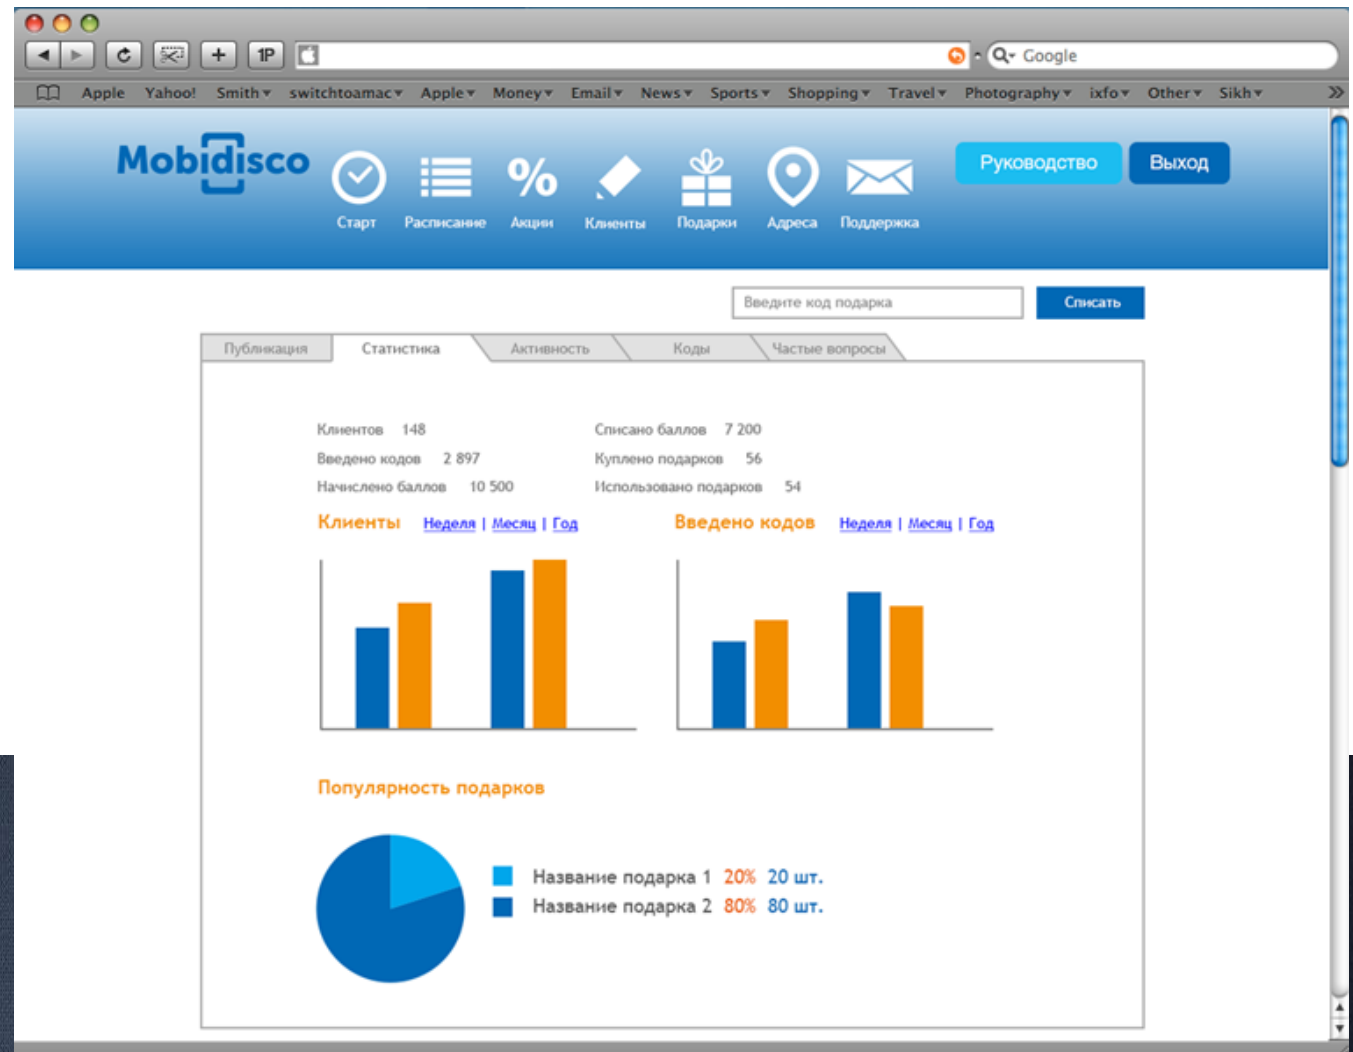 1P Google
Apple Yahoo! Smith switchtoamac Apple Money Email News Sports Shopping Travel Photography ixfo Other Sikh
Mobidisco
Руководство Выход
Старт Расписание Акции Клиенты Подарки Адреса Поддержка
Введите код подарка Списать
Публикация Статистика Активность Коды Частые вопросы
Клиентов 148 Списано баллов 7 200
Введено кодов 2 897 Куплено подарков 56
Начислено баллов 10 500 Использовано подарков 54
Клиенты Неделя | Месяц | Год Введено кодов Неделя | Месяц | Год
Популярность подарков
Название подарка 1 20% 20 шт.
Название подарка 2 80% 80 шт.